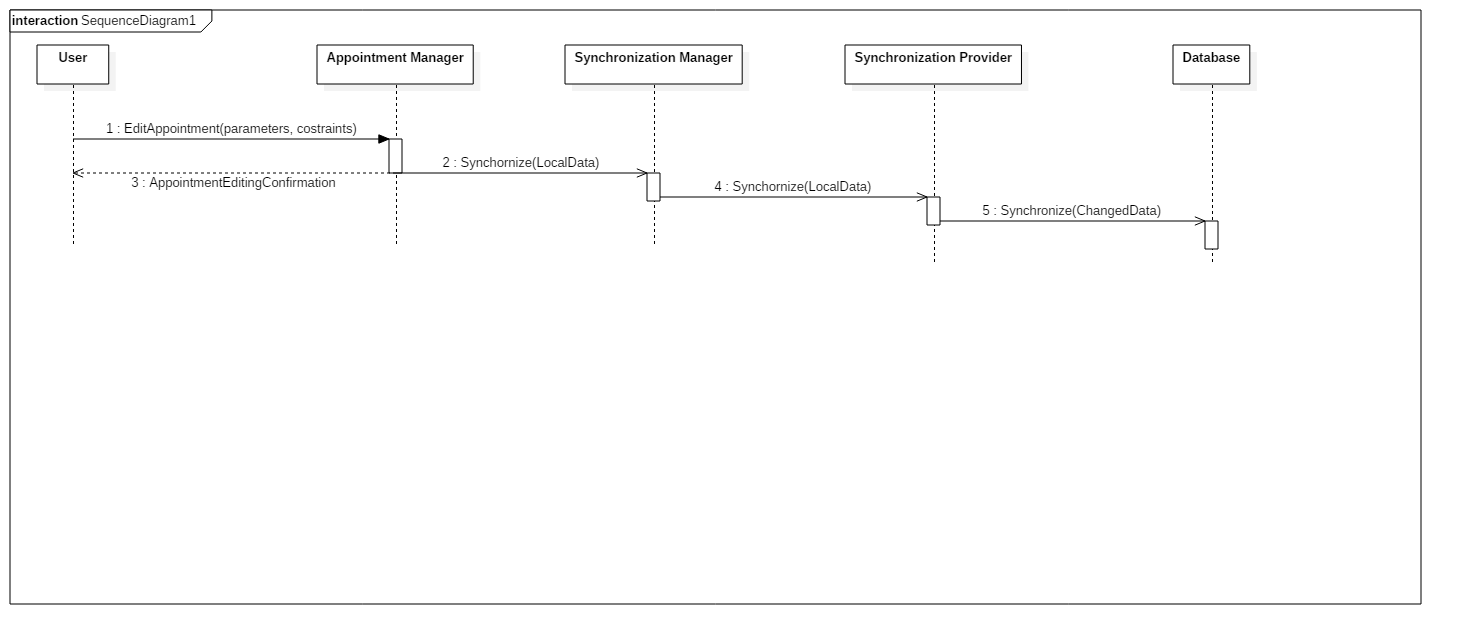 interaction SequenceDiagram1
User
Appointment Manager
Synchronization Manager
Synchronization Provider
Database
1 : EditAppointment(parameters, costraints)
2 : Synchornize(LocalData)
3 : AppointmentEditingConfirmation
4 : Synchornize(LocalData)
5 : Synchronize(ChangedData)